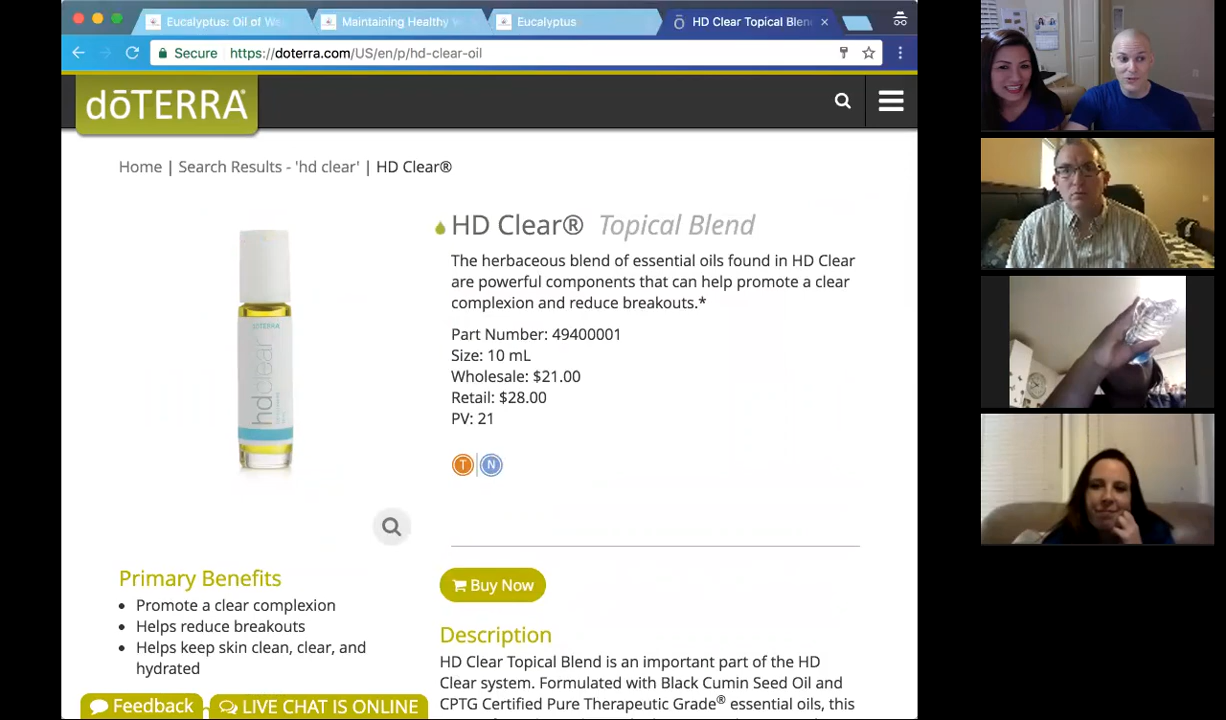 Eucalyptus: Oil of We
Maintaining Healthy W
Eucalyptus
HD Clear Topical Blen
Secure
https://doterra.com/US/en/p/hd-clear-oil
dōTERRA®
Home | Search Results - 'hd clear' | HD Clear®
HD Clear® Topical Blend
The herbaceous blend of essential oils found in HD Clear
are powerful components that can help promote a clear
complexion and reduce breakouts.*
Part Number: 49400001
Size: 10 mL
Wholesale: $21.00
Retail: $28.00
PV: 21
T | N
dōTERRA
hd clear
Buy Now
Primary Benefits
• Promote a clear complexion
• Helps reduce breakouts
• Helps keep skin clean, clear, and
hydrated
Description
HD Clear Topical Blend is an important part of the HD
Clear system. Formulated with Black Cumin Seed Oil and
CPTG Certified Pure Therapeutic Grade® essential oils, this
Feedback
LIVE CHAT IS ONLINE